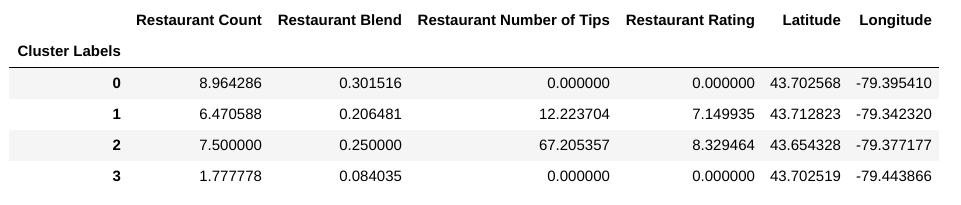 Restaurant Count Restaurant Blend Restaurant Number of Tips Restaurant Rating Latitude Longitude
Cluster Labels
0 8.964286 0.301516 0.000000 0.000000 43.702568 -79.395410
1 6.470588 0.206481 12.223704 7.149935 43.712823 -79.342320
2 7.500000 0.250000 67.205357 8.329464 43.654328 -79.377177
3 1.777778 0.084035 0.000000 0.000000 43.702519 -79.443866